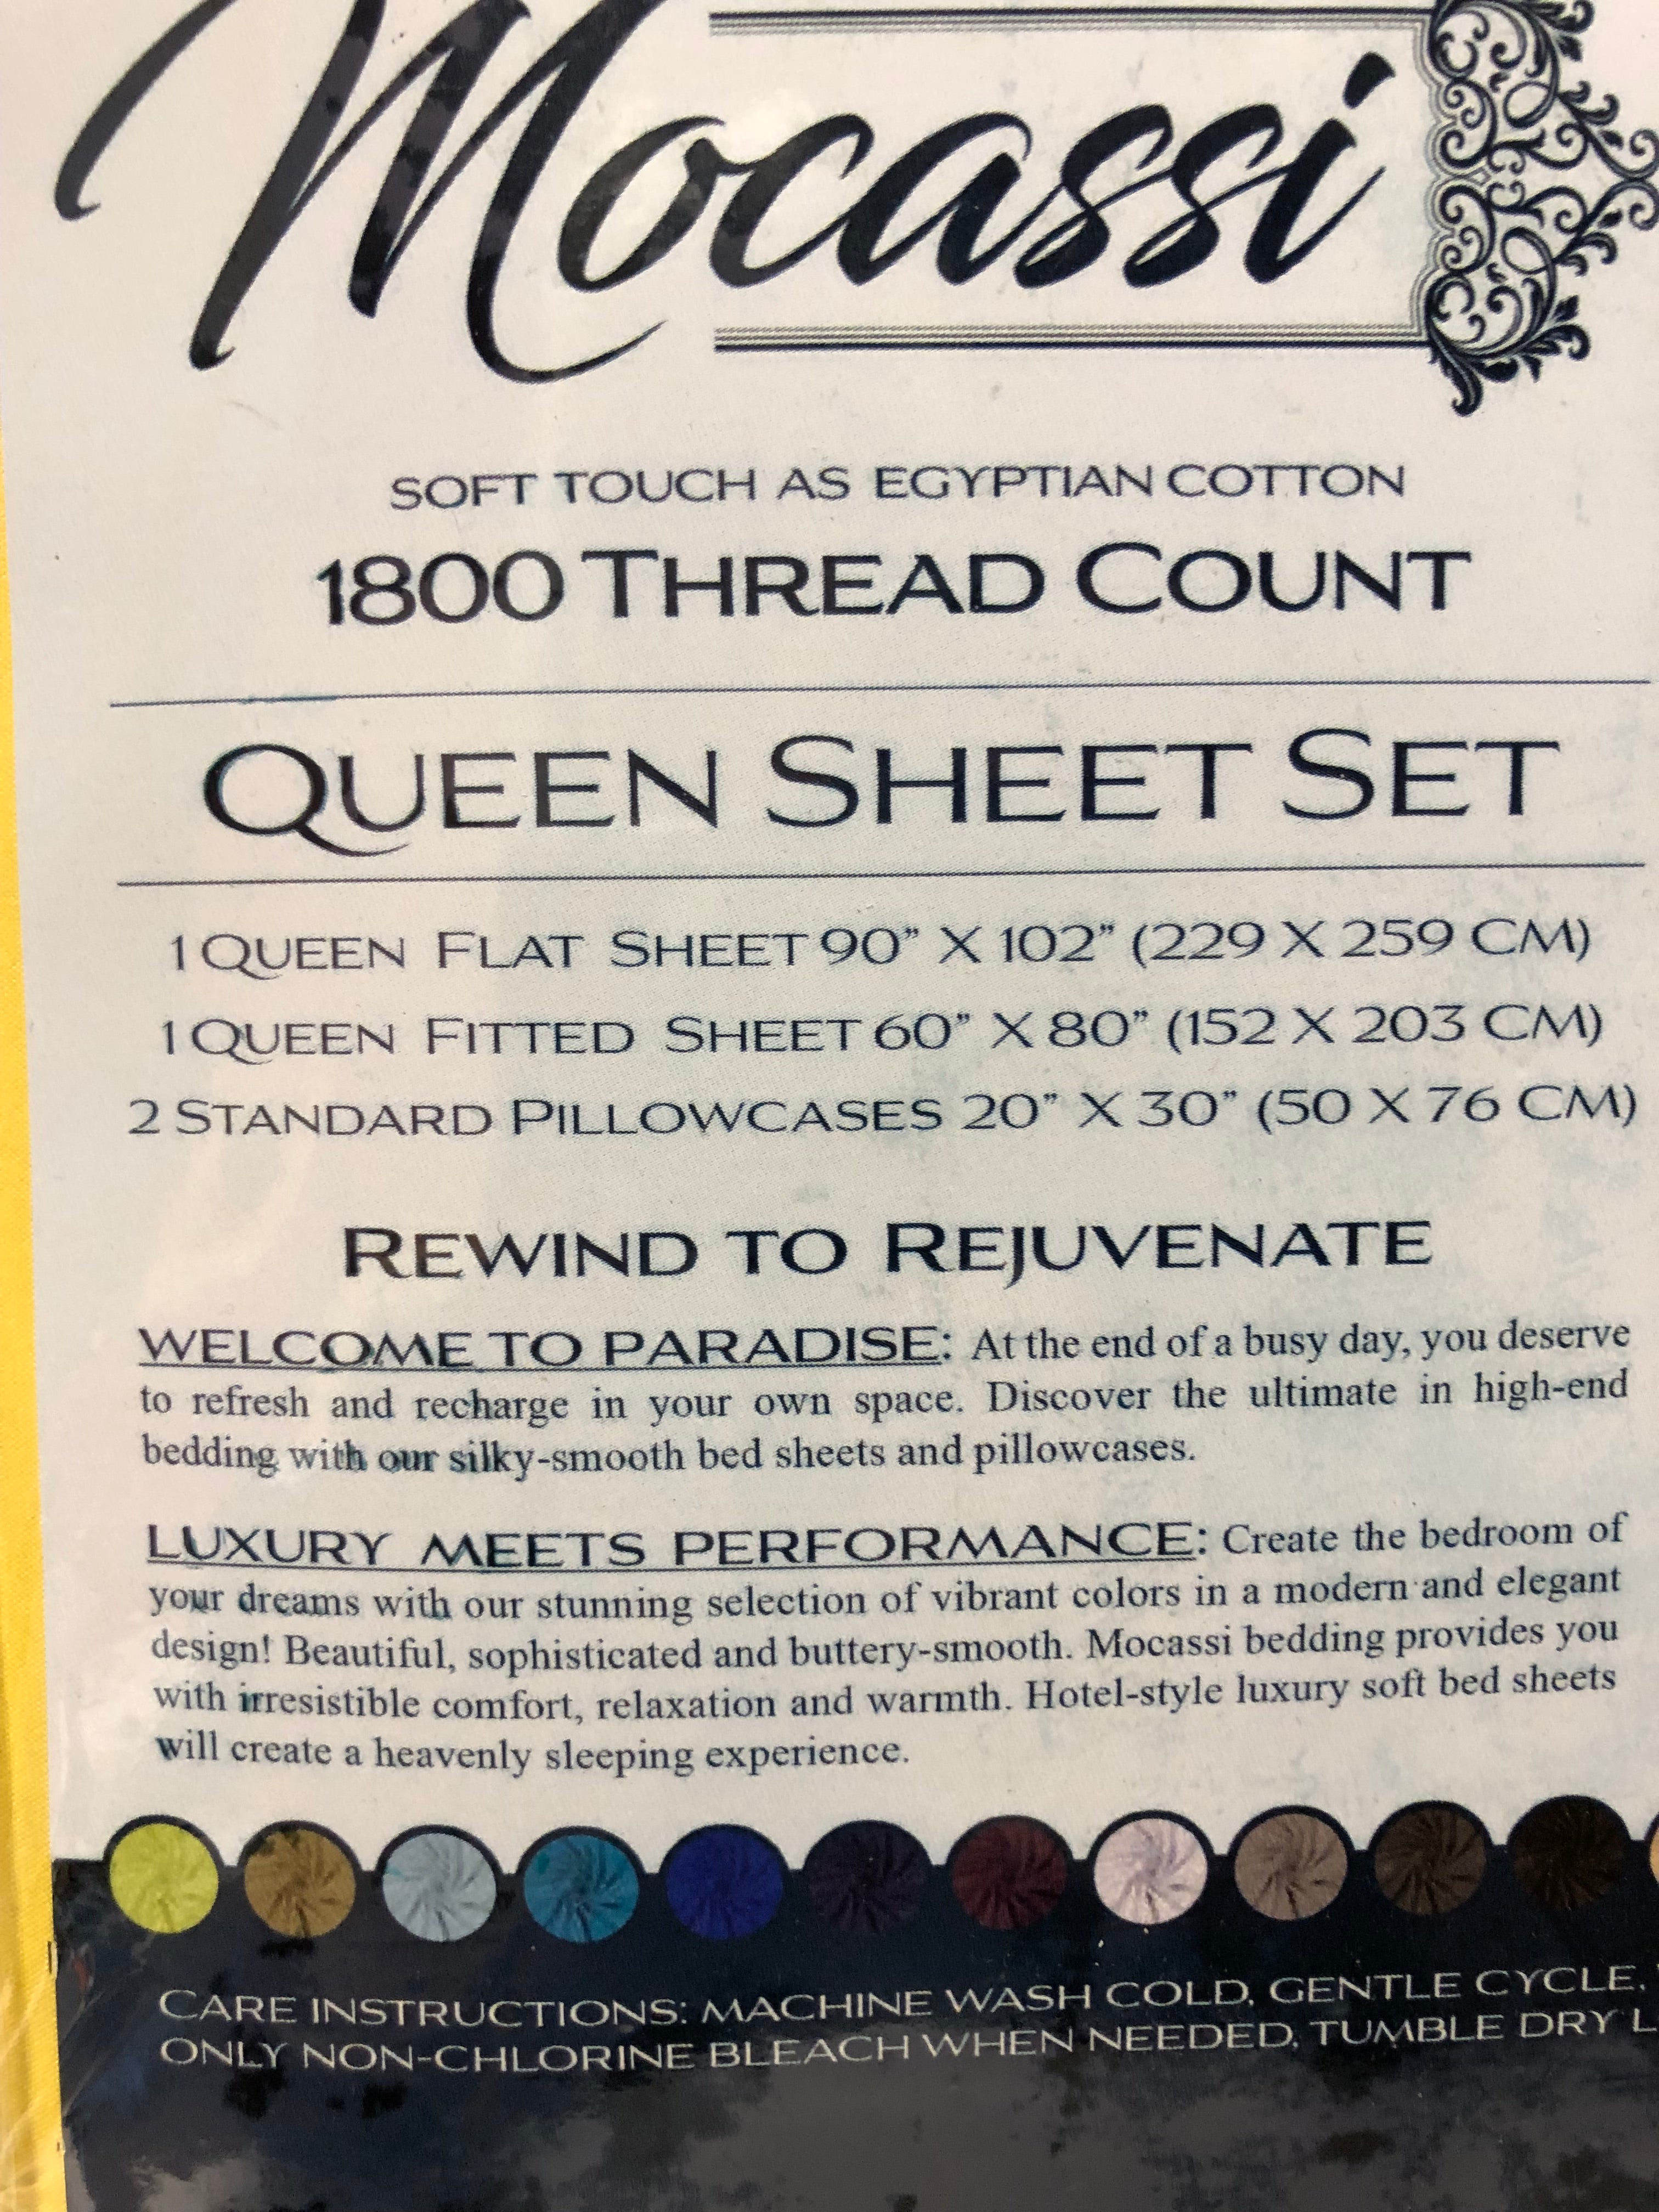 Mocassi
SOFT TOUCH AS EGYPTIAN COTTON
1800 THREAD COUNT
QUEEN SHEET SET
1 QUEEN FLAT SHEET 90” X 102” (229 X 259 CM)
1 QUEEN FITTED SHEET 60” X 80” (152 X 203 CM)
2 STANDARD PILLOWCASES 20” X 30” (50 X 76 CM)
REWIND TO REJUVENATE
WELCOME TO PARADISE: At the end of a busy day, you deserve
to refresh and recharge in your own space. Discover the ultimate in high-end
bedding with our silky-smooth bed sheets and pillowcases.
LUXURY MEETS PERFORMANCE: Create the bedroom of
your dreams with our stunning selection of vibrant colors in a modern and elegant
design! Beautiful, sophisticated and buttery-smooth. Mocassi bedding provides you
with irresistible comfort, relaxation and warmth. Hotel-style luxury soft bed sheets
will create a heavenly sleeping experience.
CARE INSTRUCTIONS: MACHINE WASH COLD, GENTLE CYCLE,
ONLY NON-CHLORINE BLEACH WHEN NEEDED, TUMBLE DRY